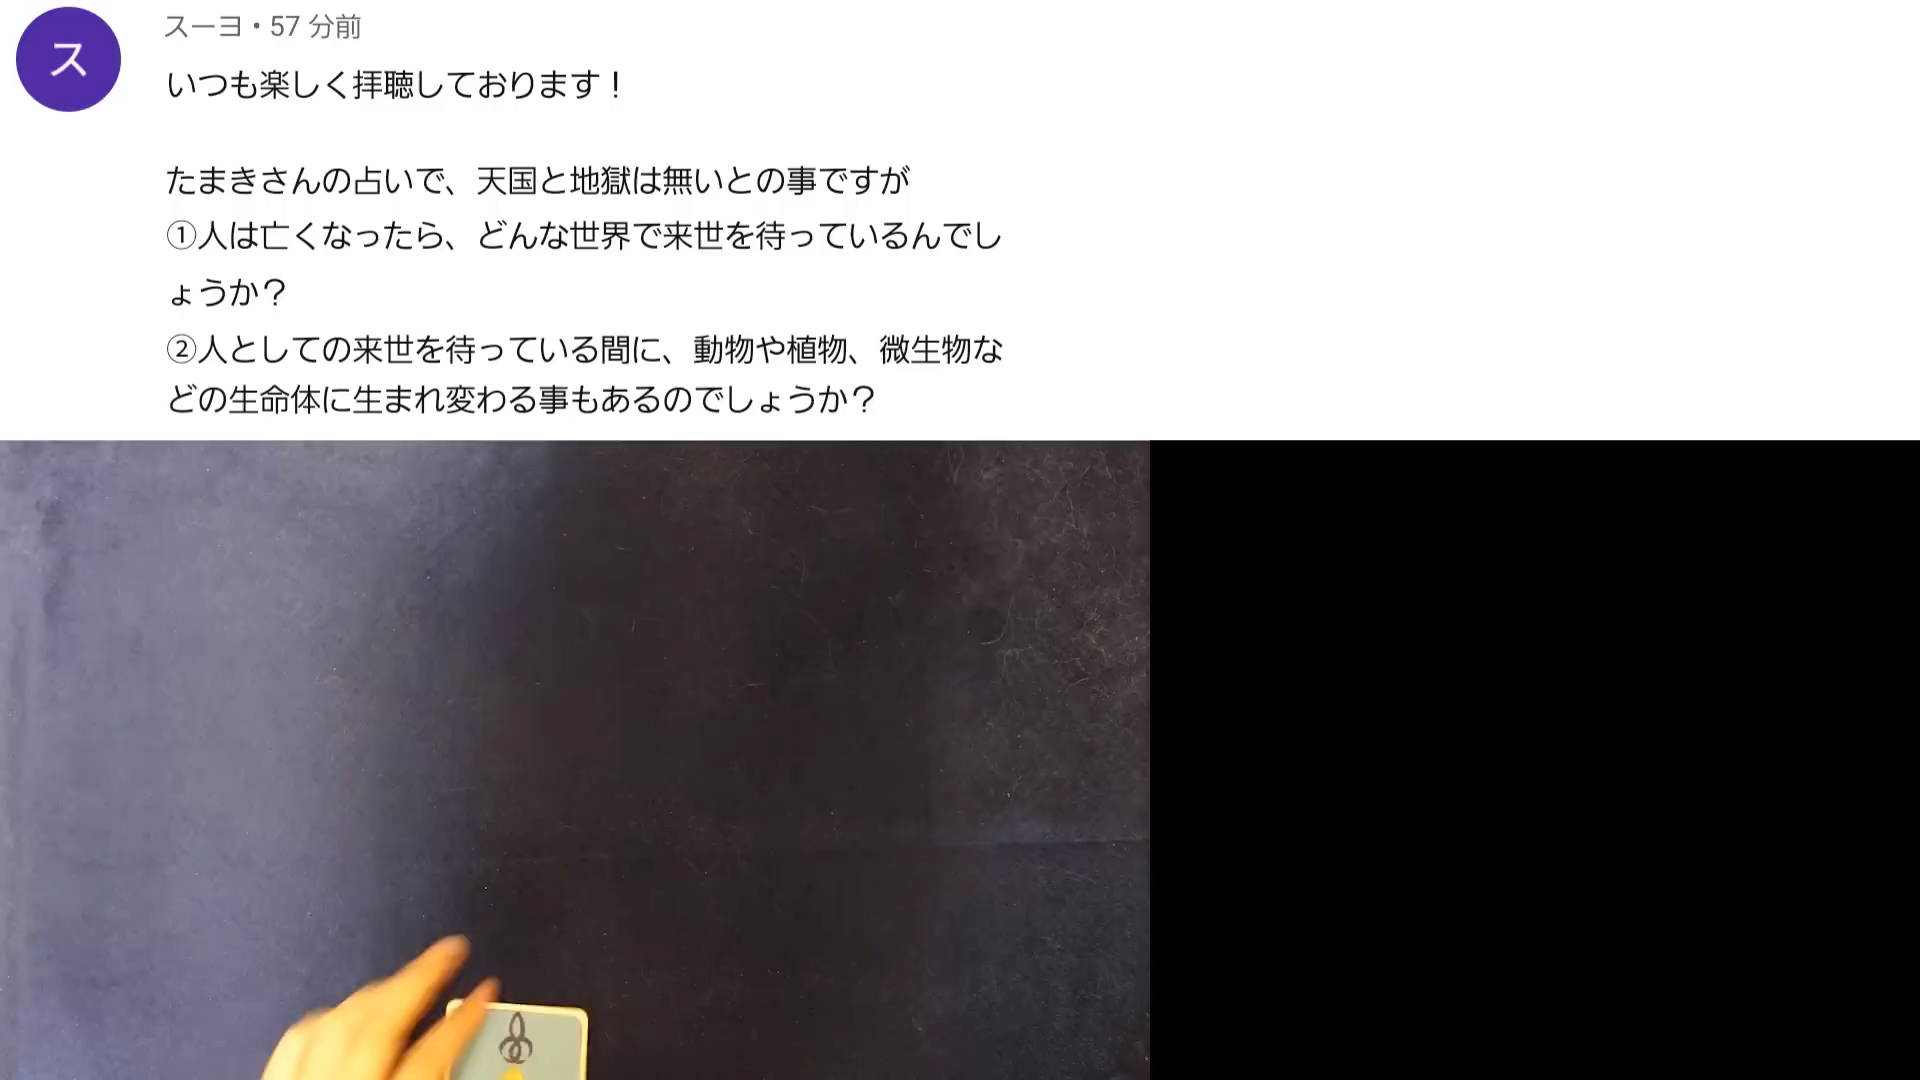 ス
スーヨ・57 分前
いつも楽しく拝聴しております！
たまきさんの占いで、天国と地獄は無いとの事ですが
①人は亡くなったら、どんな世界で来世を待っているんでし
ょうか？
②人としての来世を待っている間に、動物や植物、微生物な
どの生命体に生まれ変わる事もあるのでしょうか？